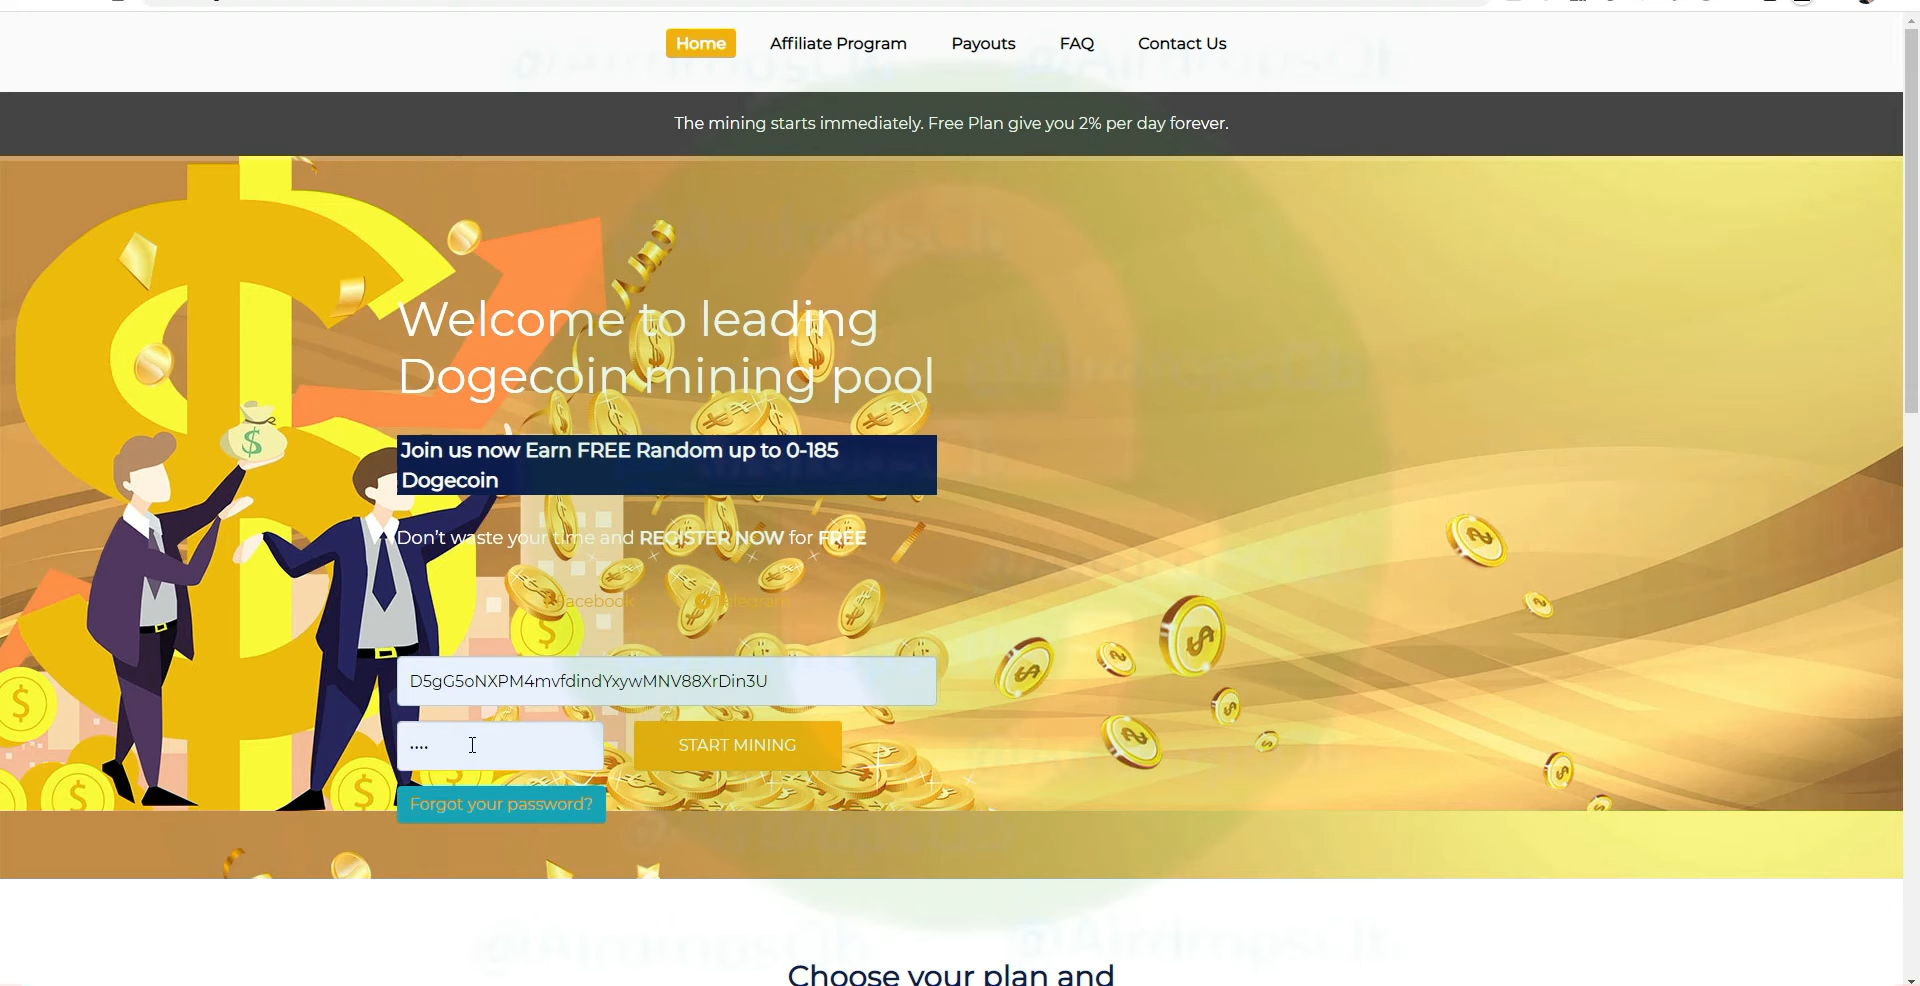 Home Affiliate Program Payouts FAQ Contact Us
The mining starts immediately. Free Plan give you 2% per day forever.
Welcome to leading
Dogecoin mining pool
Join us now Earn FREE Random up to 0-185
Dogecoin
Don't waste your time and REGISTER NOW for FREE
Facebook Telegram
D5gG5oNXPM4mvfdindYxywMNV88XrDin3U
.... START MINING
Forgot your password?
Choose your plan and